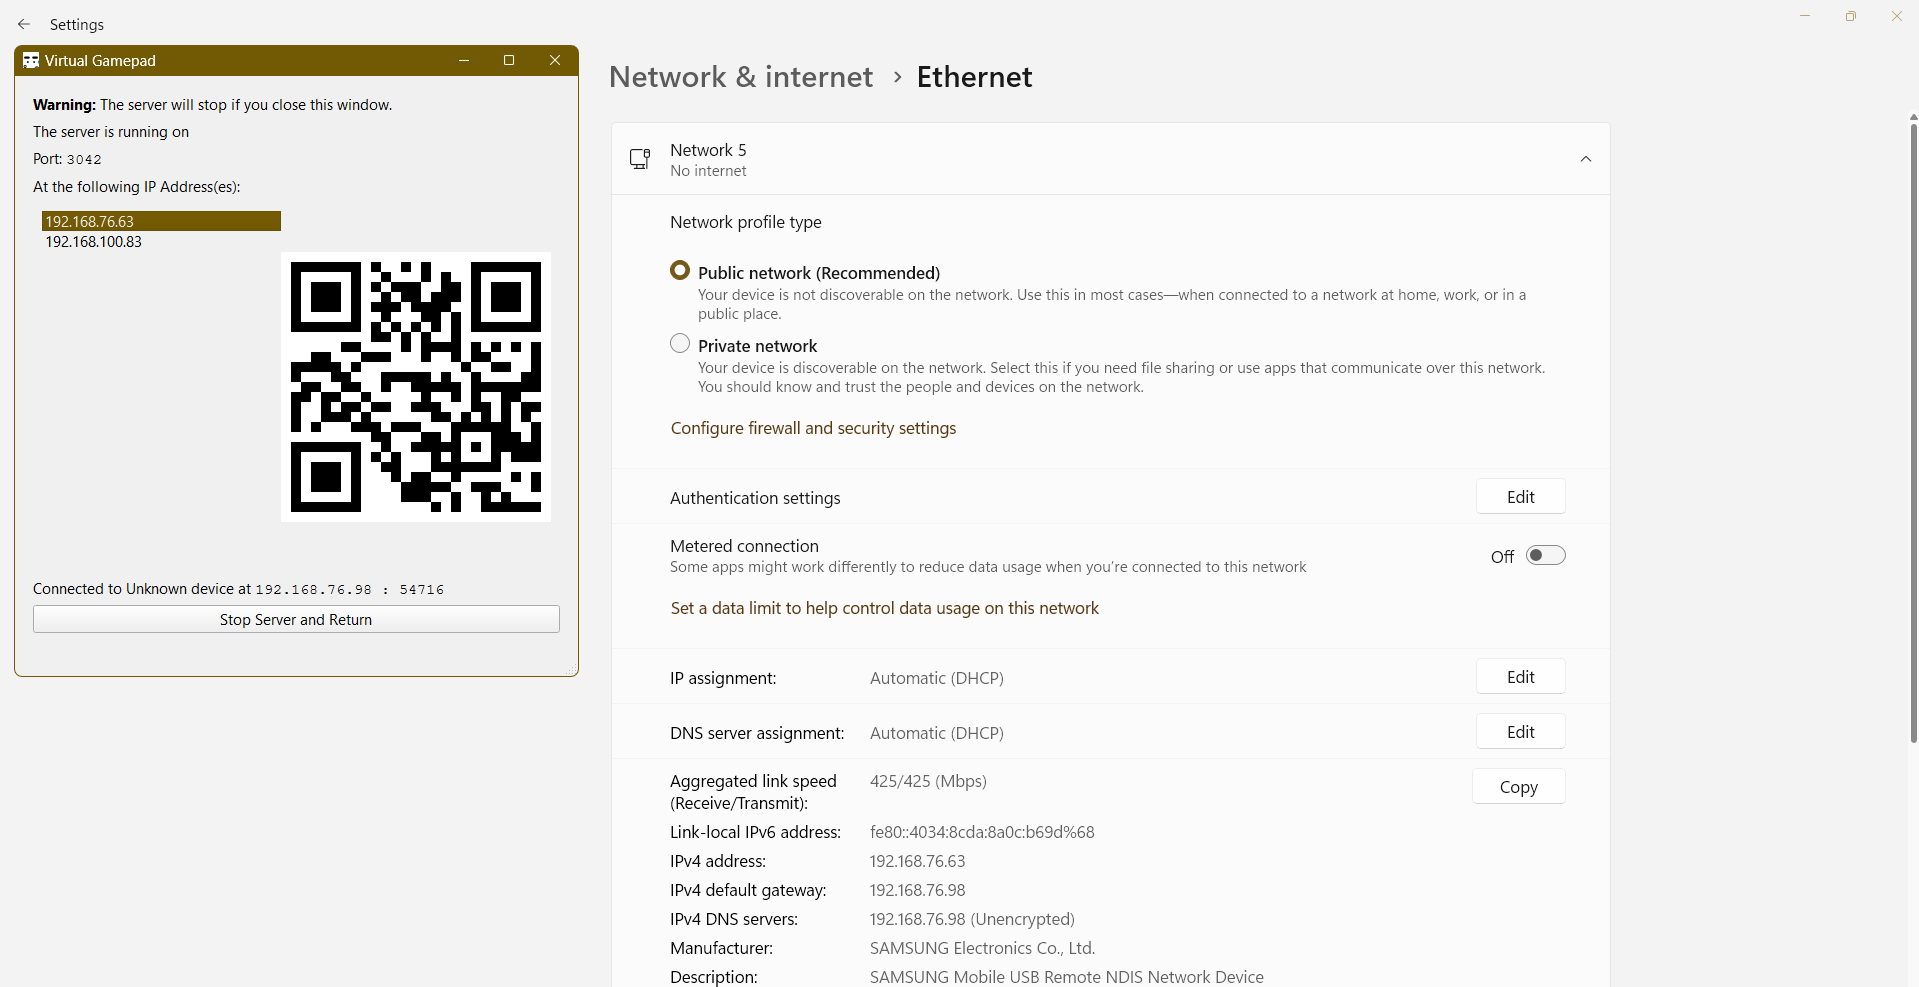 Settings
Virtual Gamepad
Warning: The server will stop if you close this window.
The server is running on
Port: 3042
At the following IP Address(es):
192.168.76.63
192.168.100.83
Connected to Unknown device at 192.168.76.98 : 54716
Stop Server and Return
Network & internet › Ethernet
Network 5
No internet
Network profile type
Public network (Recommended)
Your device is not discoverable on the network. Use this in most cases—when connected to a network at home, work, or in a
public place.
Private network
Your device is discoverable on the network. Select this if you need file sharing or use apps that communicate over this network.
You should know and trust the people and devices on the network.
Configure firewall and security settings
Authentication settings
Edit
Metered connection
Some apps might work differently to reduce data usage when you're connected to this network
Off
Set a data limit to help control data usage on this network
IP assignment: Automatic (DHCP)
Edit
DNS server assignment: Automatic (DHCP)
Edit
Aggregated link speed 425/425 (Mbps)
(Receive/Transmit):
Copy
Link-local IPv6 address: fe80::4034:8cda:8a0c:b69d%68
IPv4 address: 192.168.76.63
IPv4 default gateway: 192.168.76.98
IPv4 DNS servers: 192.168.76.98 (Unencrypted)
Manufacturer: SAMSUNG Electronics Co., Ltd.
Description: SAMSUNG Mobile USB Remote NDIS Network Device